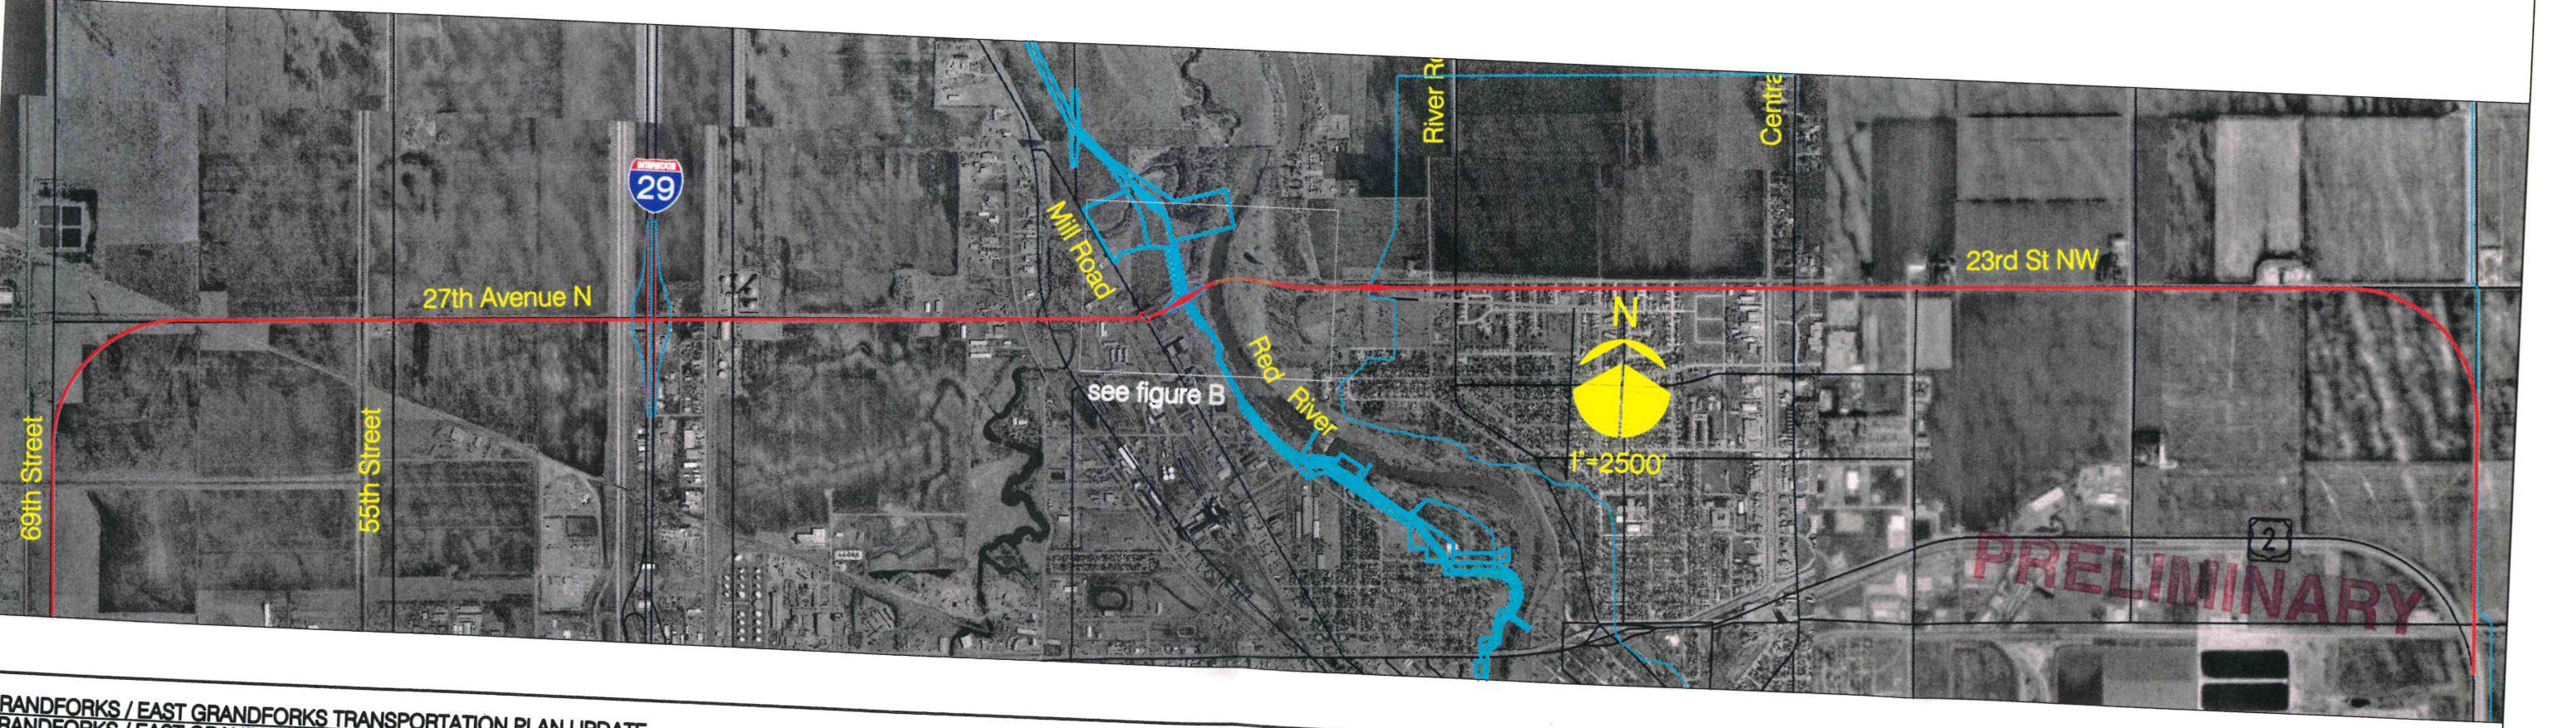 River Ro
Centra
INTERSTATE
29
Mill Road
23rd St NW
27th Avenue N
N
Red River
see figure B
1"=2500'
69th Street
55th Street
2
PRELIMINARY
RANDFORKS / EAST GRANDFORKS TRANSPORTATION PLAN UPDATE